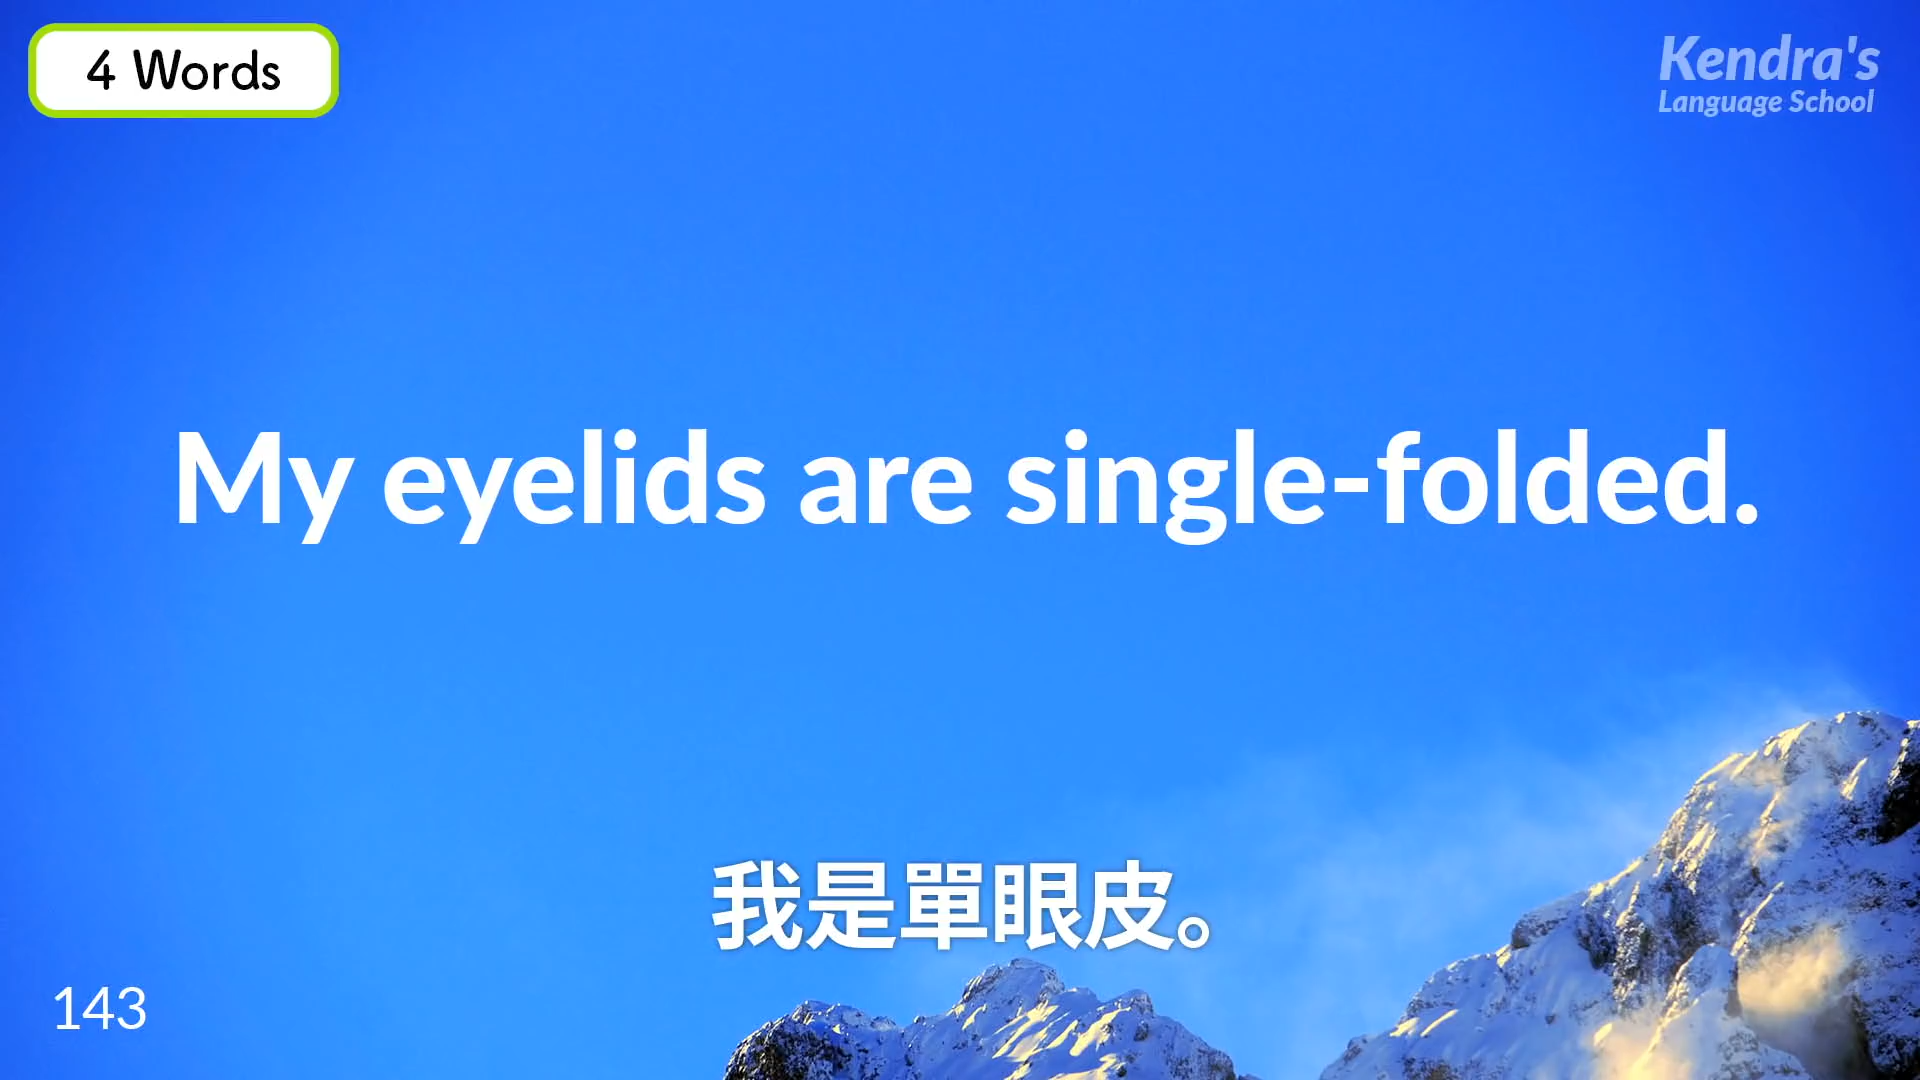 4 Words
Kendra's
Language School
My eyelids are single-folded.
我是單眼皮。
143